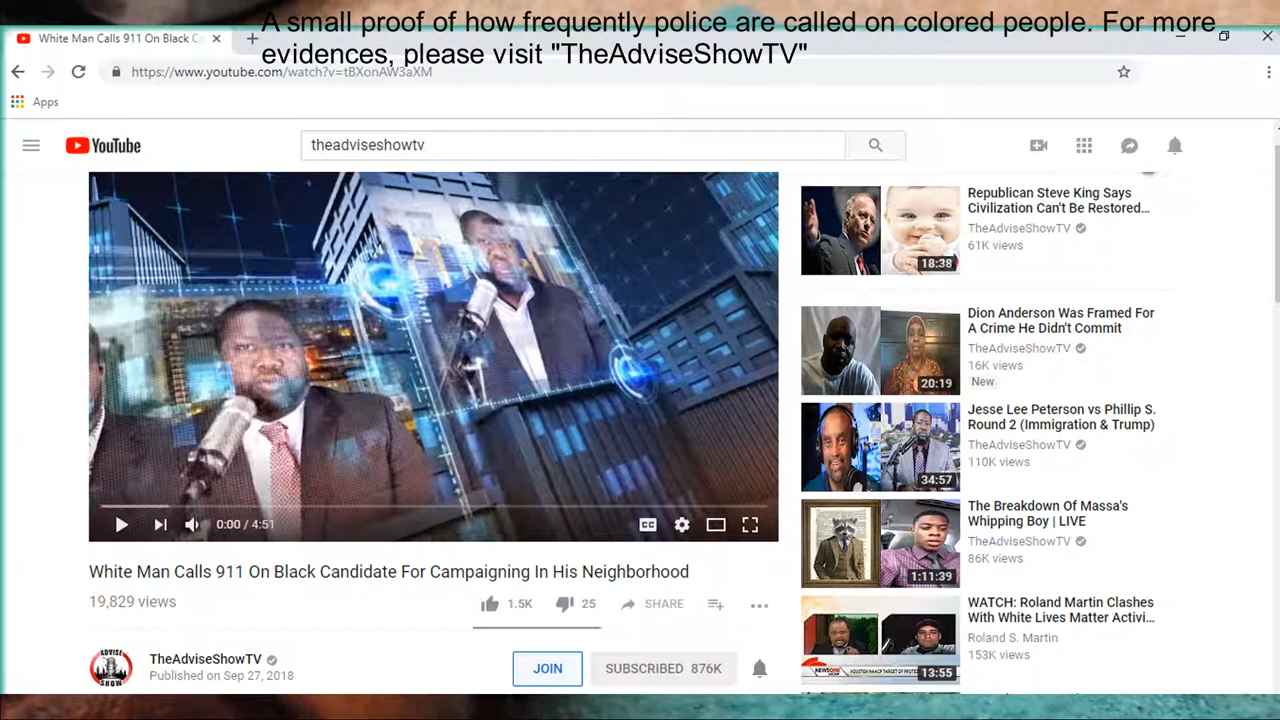 A small proof of how frequently police are called on colored people. For more
evidences, please visit "TheAdviseShowTV"
White Man Calls 911 On Black Ca
https://www.youtube.com/watch?v=tBXonAW3aXM
Apps
YouTube
theadviseshowtv
Republican Steve King Says
Civilization Can't Be Restored...
TheAdviseShowTV
61K views
18:38
Dion Anderson Was Framed For
A Crime He Didn't Commit
TheAdviseShowTV
16K views
20:19
New
Jesse Lee Peterson vs Phillip S.
Round 2 (Immigration & Trump)
TheAdviseShowTV
110K views
34:57
The Breakdown Of Massa's
Whipping Boy | LIVE
TheAdviseShowTV
86K views
1:11:39
0:00 / 4:51
CC
White Man Calls 911 On Black Candidate For Campaigning In His Neighborhood
19,829 views
1.5K
25
SHARE
WATCH: Roland Martin Clashes
With White Lives Matter Activi...
Roland S. Martin
153K views
13:55
ADVISE
SHOW
TheAdviseShowTV
Sep 27, 2018
JOIN
SUBSCRIBED 876K